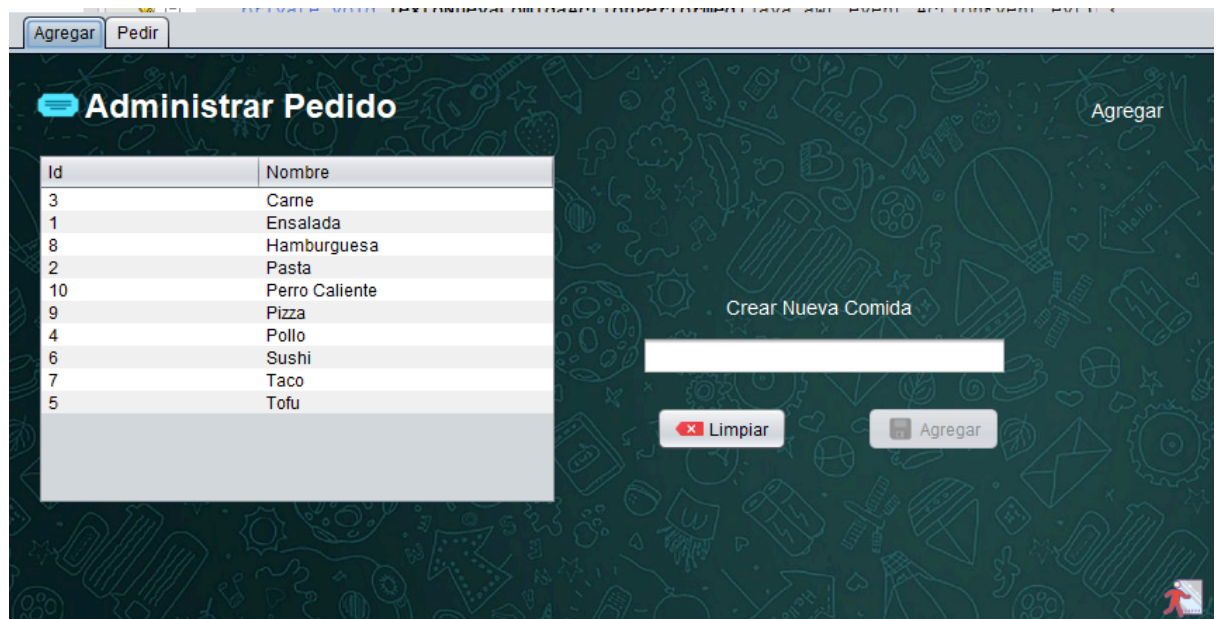 Agregar Pedir
Administrar Pedido
Agregar
Id Nombre
3 Carne
1 Ensalada
8 Hamburguesa
2 Pasta
10 Perro Caliente
9 Pizza
4 Pollo
6 Sushi
7 Taco
5 Tofu
Crear Nueva Comida
Limpiar Agregar